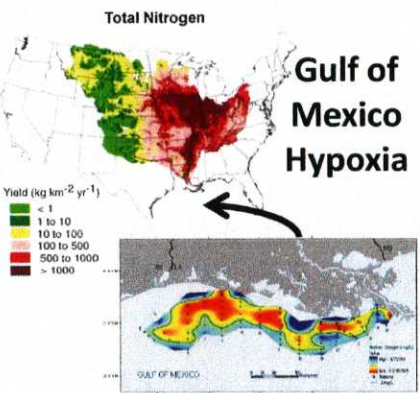 Total Nitrogen
Gulf of
Mexico
Hypoxia
Yield (kg km-2 yr-1)
< 1
1 to 10
10 to 100
100 to 500
500 to 1000
> 1000
GULF OF MEXICO